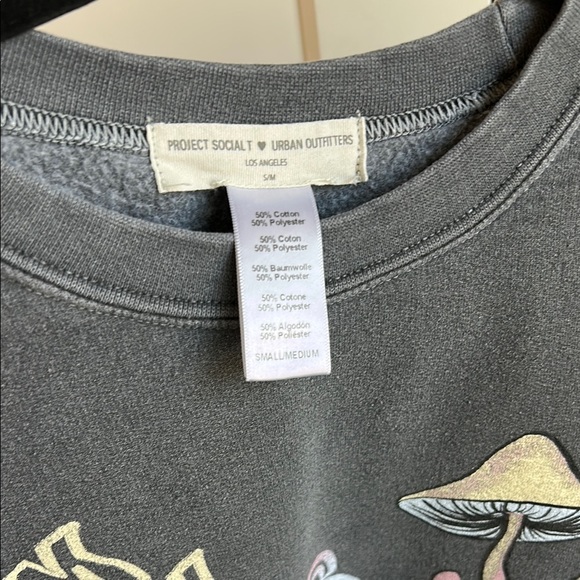 PROJECT SOCIAL T ♥ URBAN OUTFITTERS
LOS ANGELES
S/M
50% Cotton
50% Polyester
50% Coton
50% Polyester
50% Baumwolle
50% Polyester
50% Cotone
50% Polyester
50% Algodón
50% Poliéster
SMALL/MEDIUM